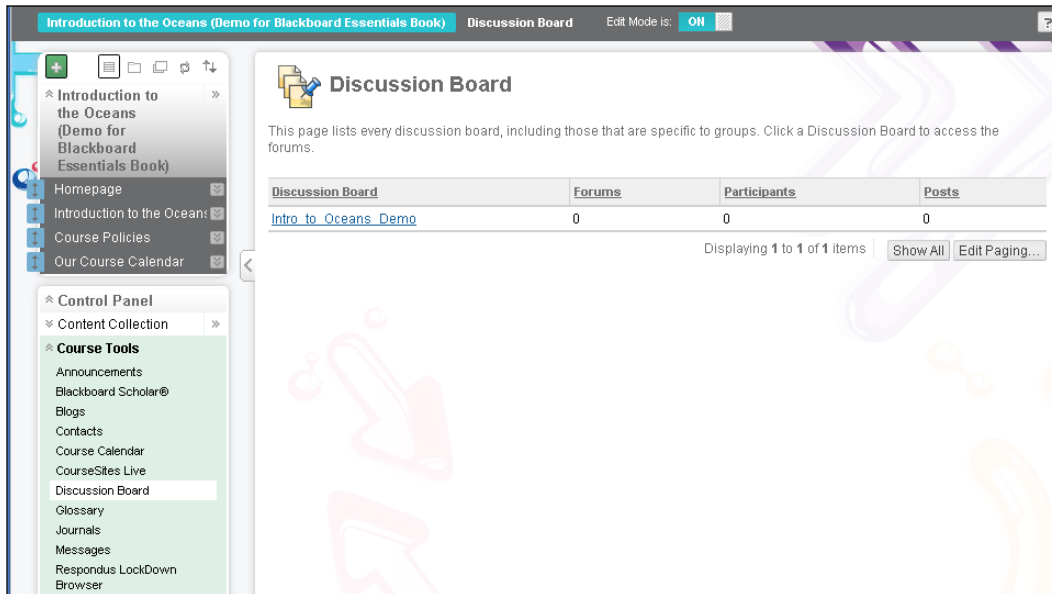 Introduction to the Oceans (Demo for Blackboard Essentials Book) Discussion Board Edit Mode is: ON ?
Introduction to
the Oceans
(Demo for
Blackboard
Essentials Book)
Homepage
Introduction to the Oceans
Course Policies
Our Course Calendar
Control Panel
Content Collection
Course Tools
Announcements
Blackboard Scholar®
Blogs
Contacts
Course Calendar
CourseSites Live
Discussion Board
Glossary
Journals
Messages
Respondus LockDown
Browser
Discussion Board
This page lists every discussion board, including those that are specific to groups. Click a Discussion Board to access the
forums.
Discussion Board Forums Participants Posts
Intro_to_Oceans_Demo 0 0 0
Displaying 1 to 1 of 1 items Show All Edit Paging...